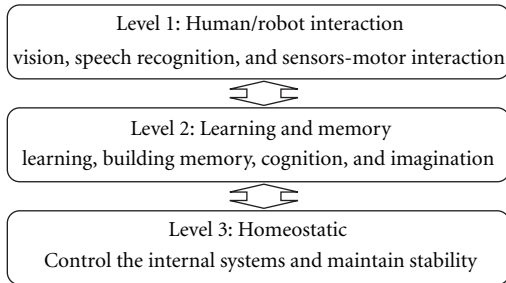 Level 1: Human/robot interaction
vision, speech recognition, and sensors-motor interaction
Level 2: Learning and memory
learning, building memory, cognition, and imagination
Level 3: Homeostatic
Control the internal systems and maintain stability